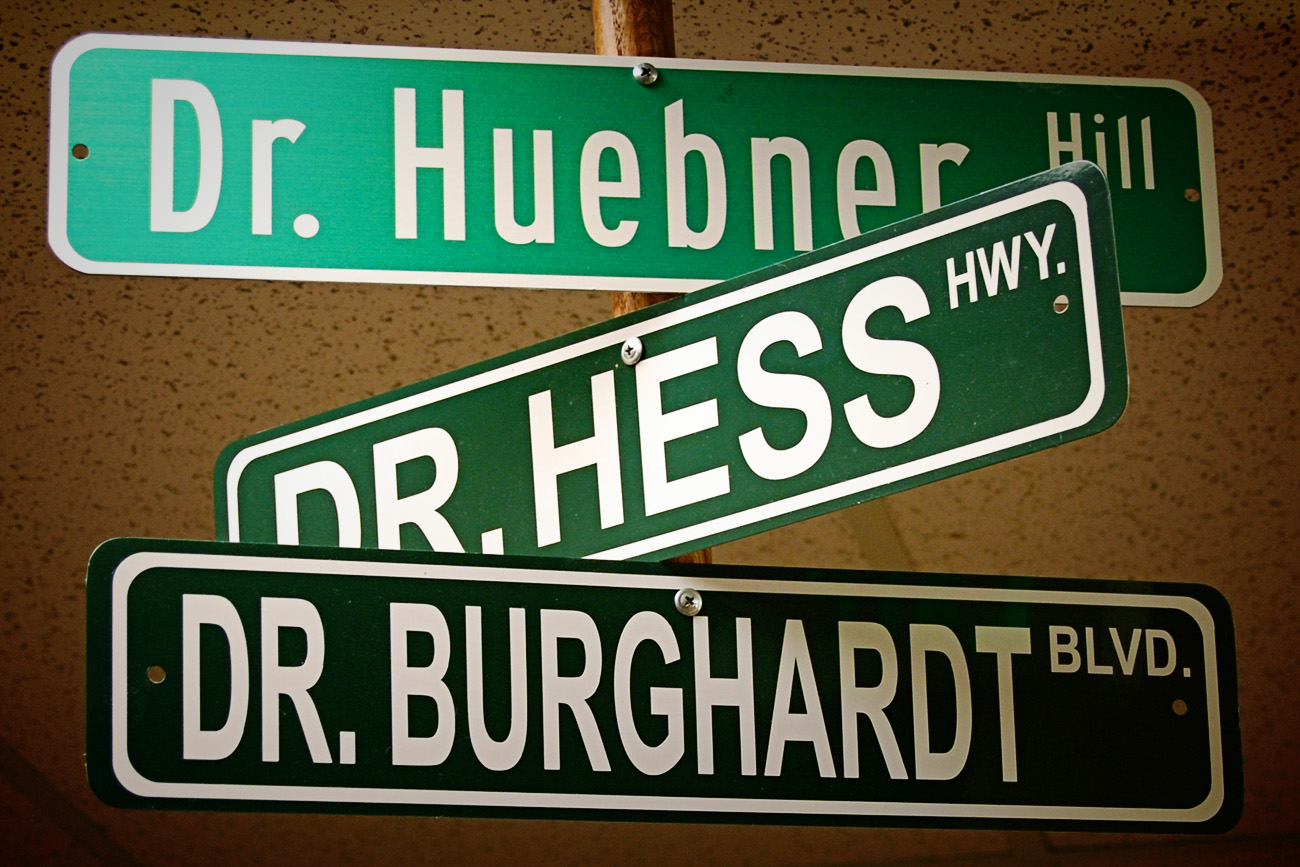 Dr. Huebner Hill
DR. HESS HWY.
DR. BURGHARDT BLVD.